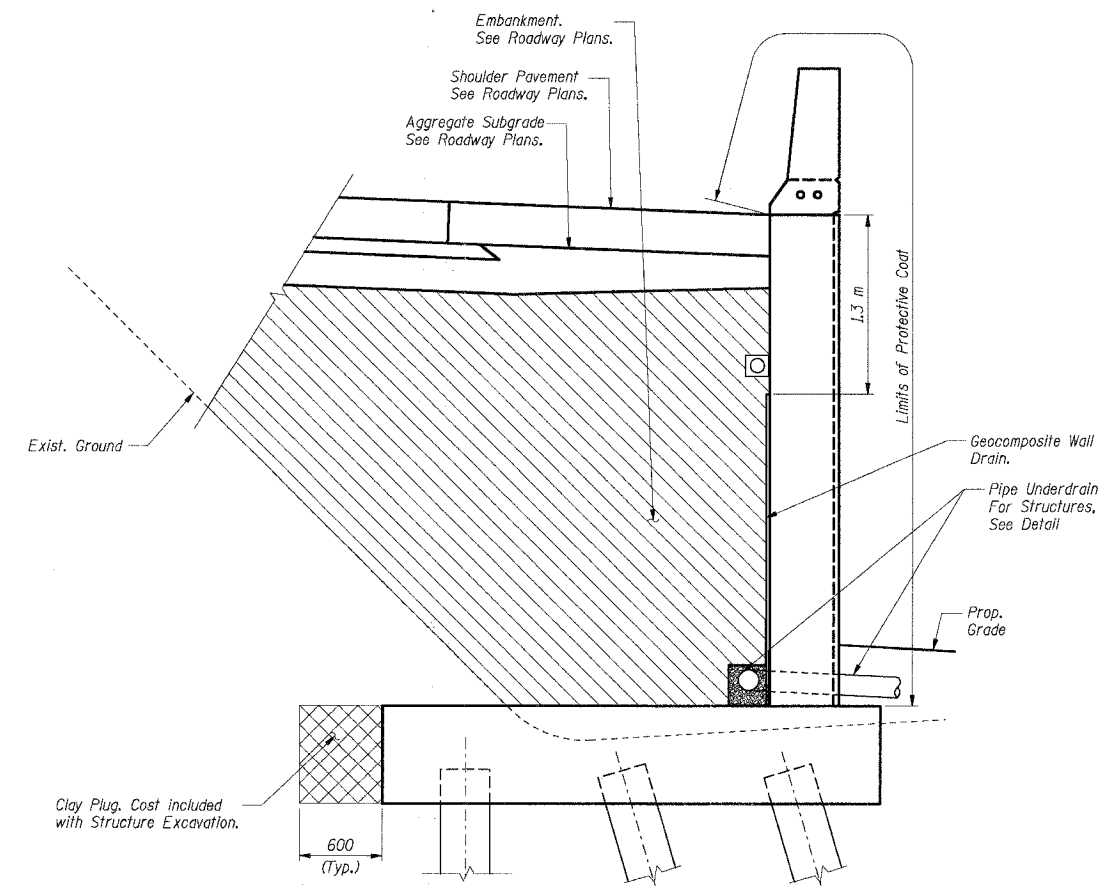 Embankment.
See Roadway Plans.
Shoulder Pavement
See Roadway Plans.
Aggregate Subgrade
See Roadway Plans.
1.3 m
Limits of Protective Coat
Exist. Ground
Geocomposite Wall
Drain.
Pipe Underdrain
For Structures,
See Detail
Prop.
Grade
Clay Plug. Cost included
with Structure Excavation.
600
(Typ.)